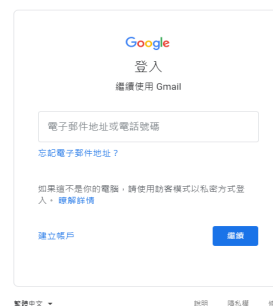 Google
登入
繼續使用 Gmail
電子郵件地址或電話號碼
忘記電子郵件地址？
如果這不是你的電腦，請使用訪客模式以私密方式登
入。瞭解詳情
建立帳戶
繼續
繁體中文
說明 隱私權